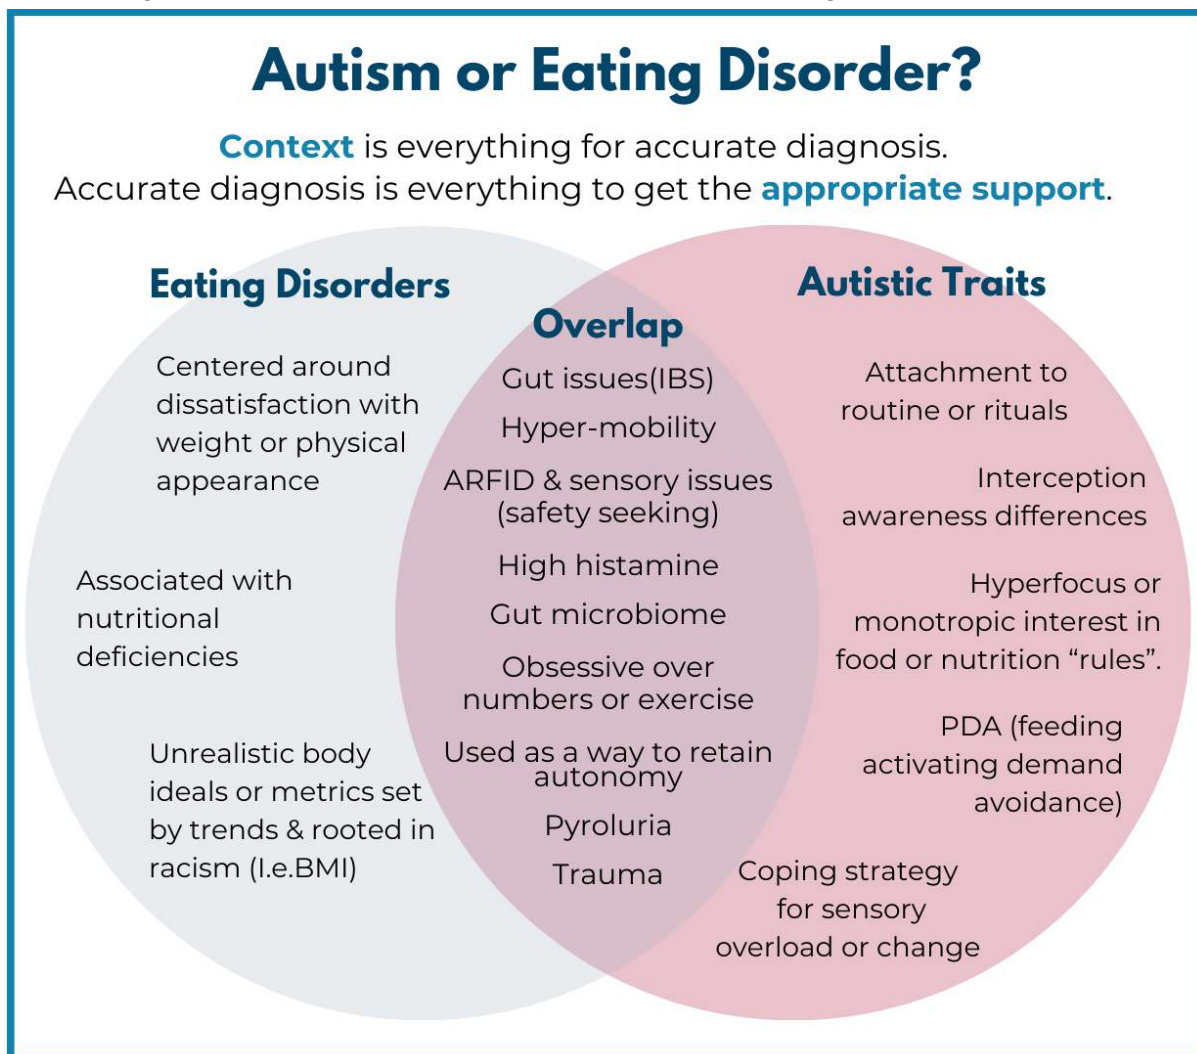 Autism or Eating Disorder?
Context is everything for accurate diagnosis.
Accurate diagnosis is everything to get the appropriate support.
Eating Disorders
Centered around
dissatisfaction with
weight or physical
appearance
Associated with
nutritional
deficiencies
Unrealistic body
ideals or metrics set
by trends & rooted in
racism (I.e.BMI)
Overlap
Gut issues(IBS)
Hyper-mobility
ARFID & sensory issues
(safety seeking)
High histamine
Gut microbiome
Obsessive over
numbers or exercise
Used as a way to retain
autonomy
Pyroluria
Trauma
Autistic Traits
Attachment to
routine or rituals
Interception
awareness differences
Hyperfocus or
monotropic interest in
food or nutrition “rules”.
PDA (feeding
activating demand
avoidance)
Coping strategy
for sensory
overload or change